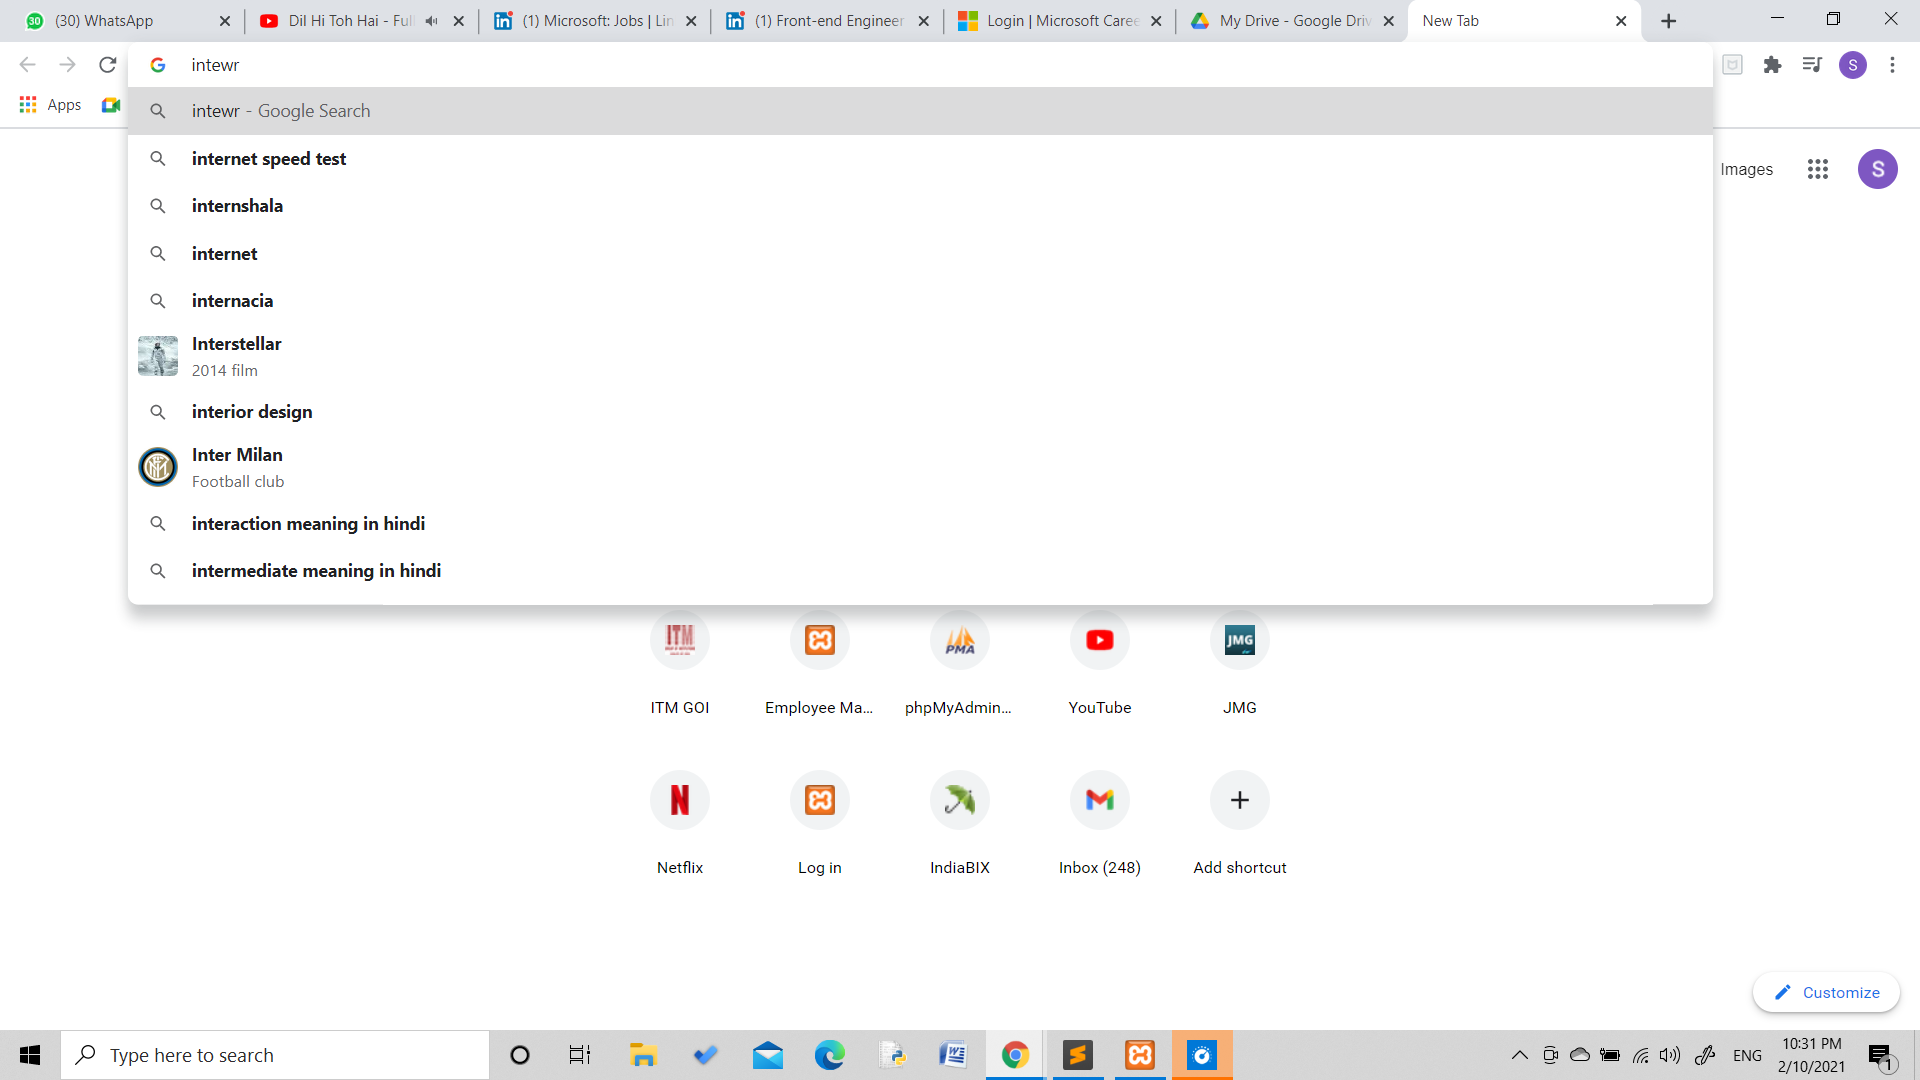 (30) WhatsApp
Dil Hi Toh Hai - Full
(1) Microsoft: Jobs | Lin
(1) Front-end Engineer
Login | Microsoft Caree
My Drive - Google Driv
New Tab
intewr
S
Apps
intewr - Google Search
internet speed test
Images
S
internshala
internet
internacia
Interstellar
2014 film
interior design
Inter Milan
Football club
interaction meaning in hindi
intermediate meaning in hindi
ITM
PMA
JMG
ITM GOI
Employee Ma...
phpMyAdmin...
YouTube
JMG
Netflix
Log in
IndiaBIX
Inbox (248)
Add shortcut
Customize
Type here to search
ENG
10:31 PM
2/10/2021
1